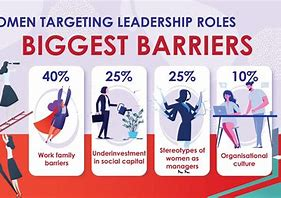 OMEN TARGETING LEADERSHIP ROLES
BIGGEST BARRIERS
40%
Work family
barriers
25%
Underinvestment
in social capital
25%
Stereotypes of
women as
managers
10%
Organisational
culture